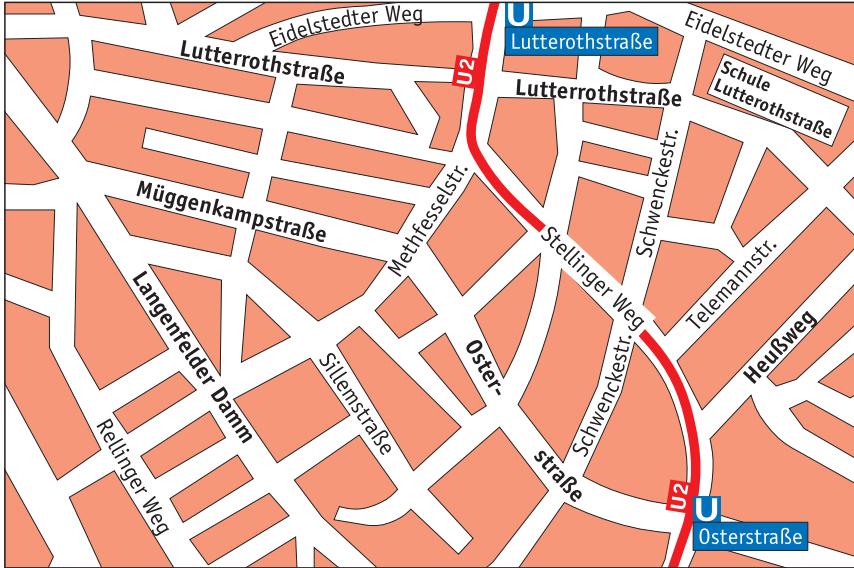 Eidelstedter Weg
U
Lutterothstraße
Eidelstedter Weg
Lutterrothstraße
U2
Lutterrothstraße
Schule
Lutterothstraße
Schwenckestr.
Müggenkampstraße
Methfesselstr.
Stellinger Weg
Telemannstr.
Langenfelder Damm
Heußweg
Oster-
Sillemstraße
Schwenckestr.
Rellinger Weg
straße
U2
U
Osterstraße